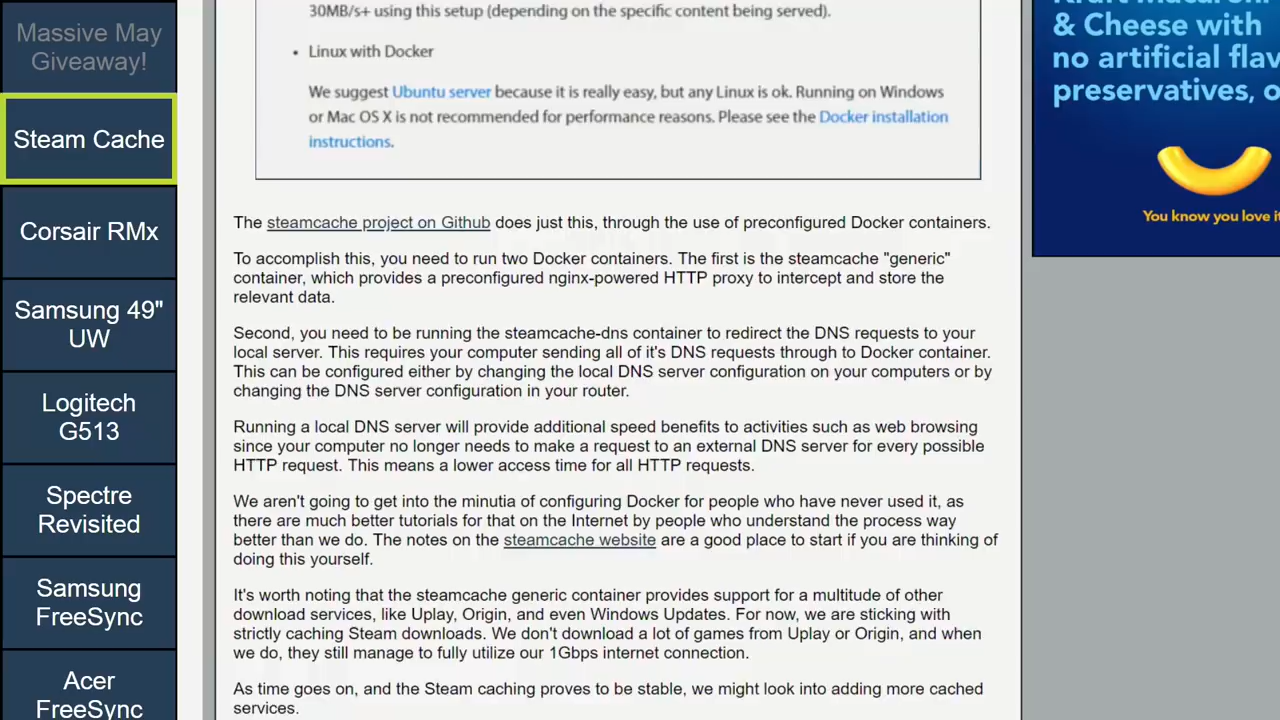 Massive May
Giveaway!
Steam Cache
Corsair RMx
Samsung 49"
UW
Logitech
G513
Spectre
Revisited
Samsung
FreeSync
Acer
FreeSync
30MB/s+ using this setup (depending on the specific content being served).
• Linux with Docker
We suggest Ubuntu server because it is really easy, but any Linux is ok. Running on Windows
or Mac OS X is not recommended for performance reasons. Please see the Docker installation
instructions.
The steamcache project on Github does just this, through the use of preconfigured Docker containers.
To accomplish this, you need to run two Docker containers. The first is the steamcache "generic"
container, which provides a preconfigured nginx-powered HTTP proxy to intercept and store the
relevant data.
Second, you need to be running the steamcache-dns container to redirect the DNS requests to your
local server. This requires your computer sending all of it's DNS requests through to Docker container.
This can be configured either by changing the local DNS server configuration on your computers or by
changing the DNS server configuration in your router.
Running a local DNS server will provide additional speed benefits to activities such as web browsing
since your computer no longer needs to make a request to an external DNS server for every possible
HTTP request. This means a lower access time for all HTTP requests.
We aren't going to get into the minutia of configuring Docker for people who have never used it, as
there are much better tutorials for that on the Internet by people who understand the process way
better than we do. The notes on the steamcache website are a good place to start if you are thinking of
doing this yourself.
It's worth noting that the steamcache generic container provides support for a multitude of other
download services, like Uplay, Origin, and even Windows Updates. For now, we are sticking with
strictly caching Steam downloads. We don't download a lot of games from Uplay or Origin, and when
we do, they still manage to fully utilize our 1Gbps internet connection.
As time goes on, and the Steam caching proves to be stable, we might look into adding more cached
services.
& Cheese with
no artificial flav
preservatives, o
You know you love it